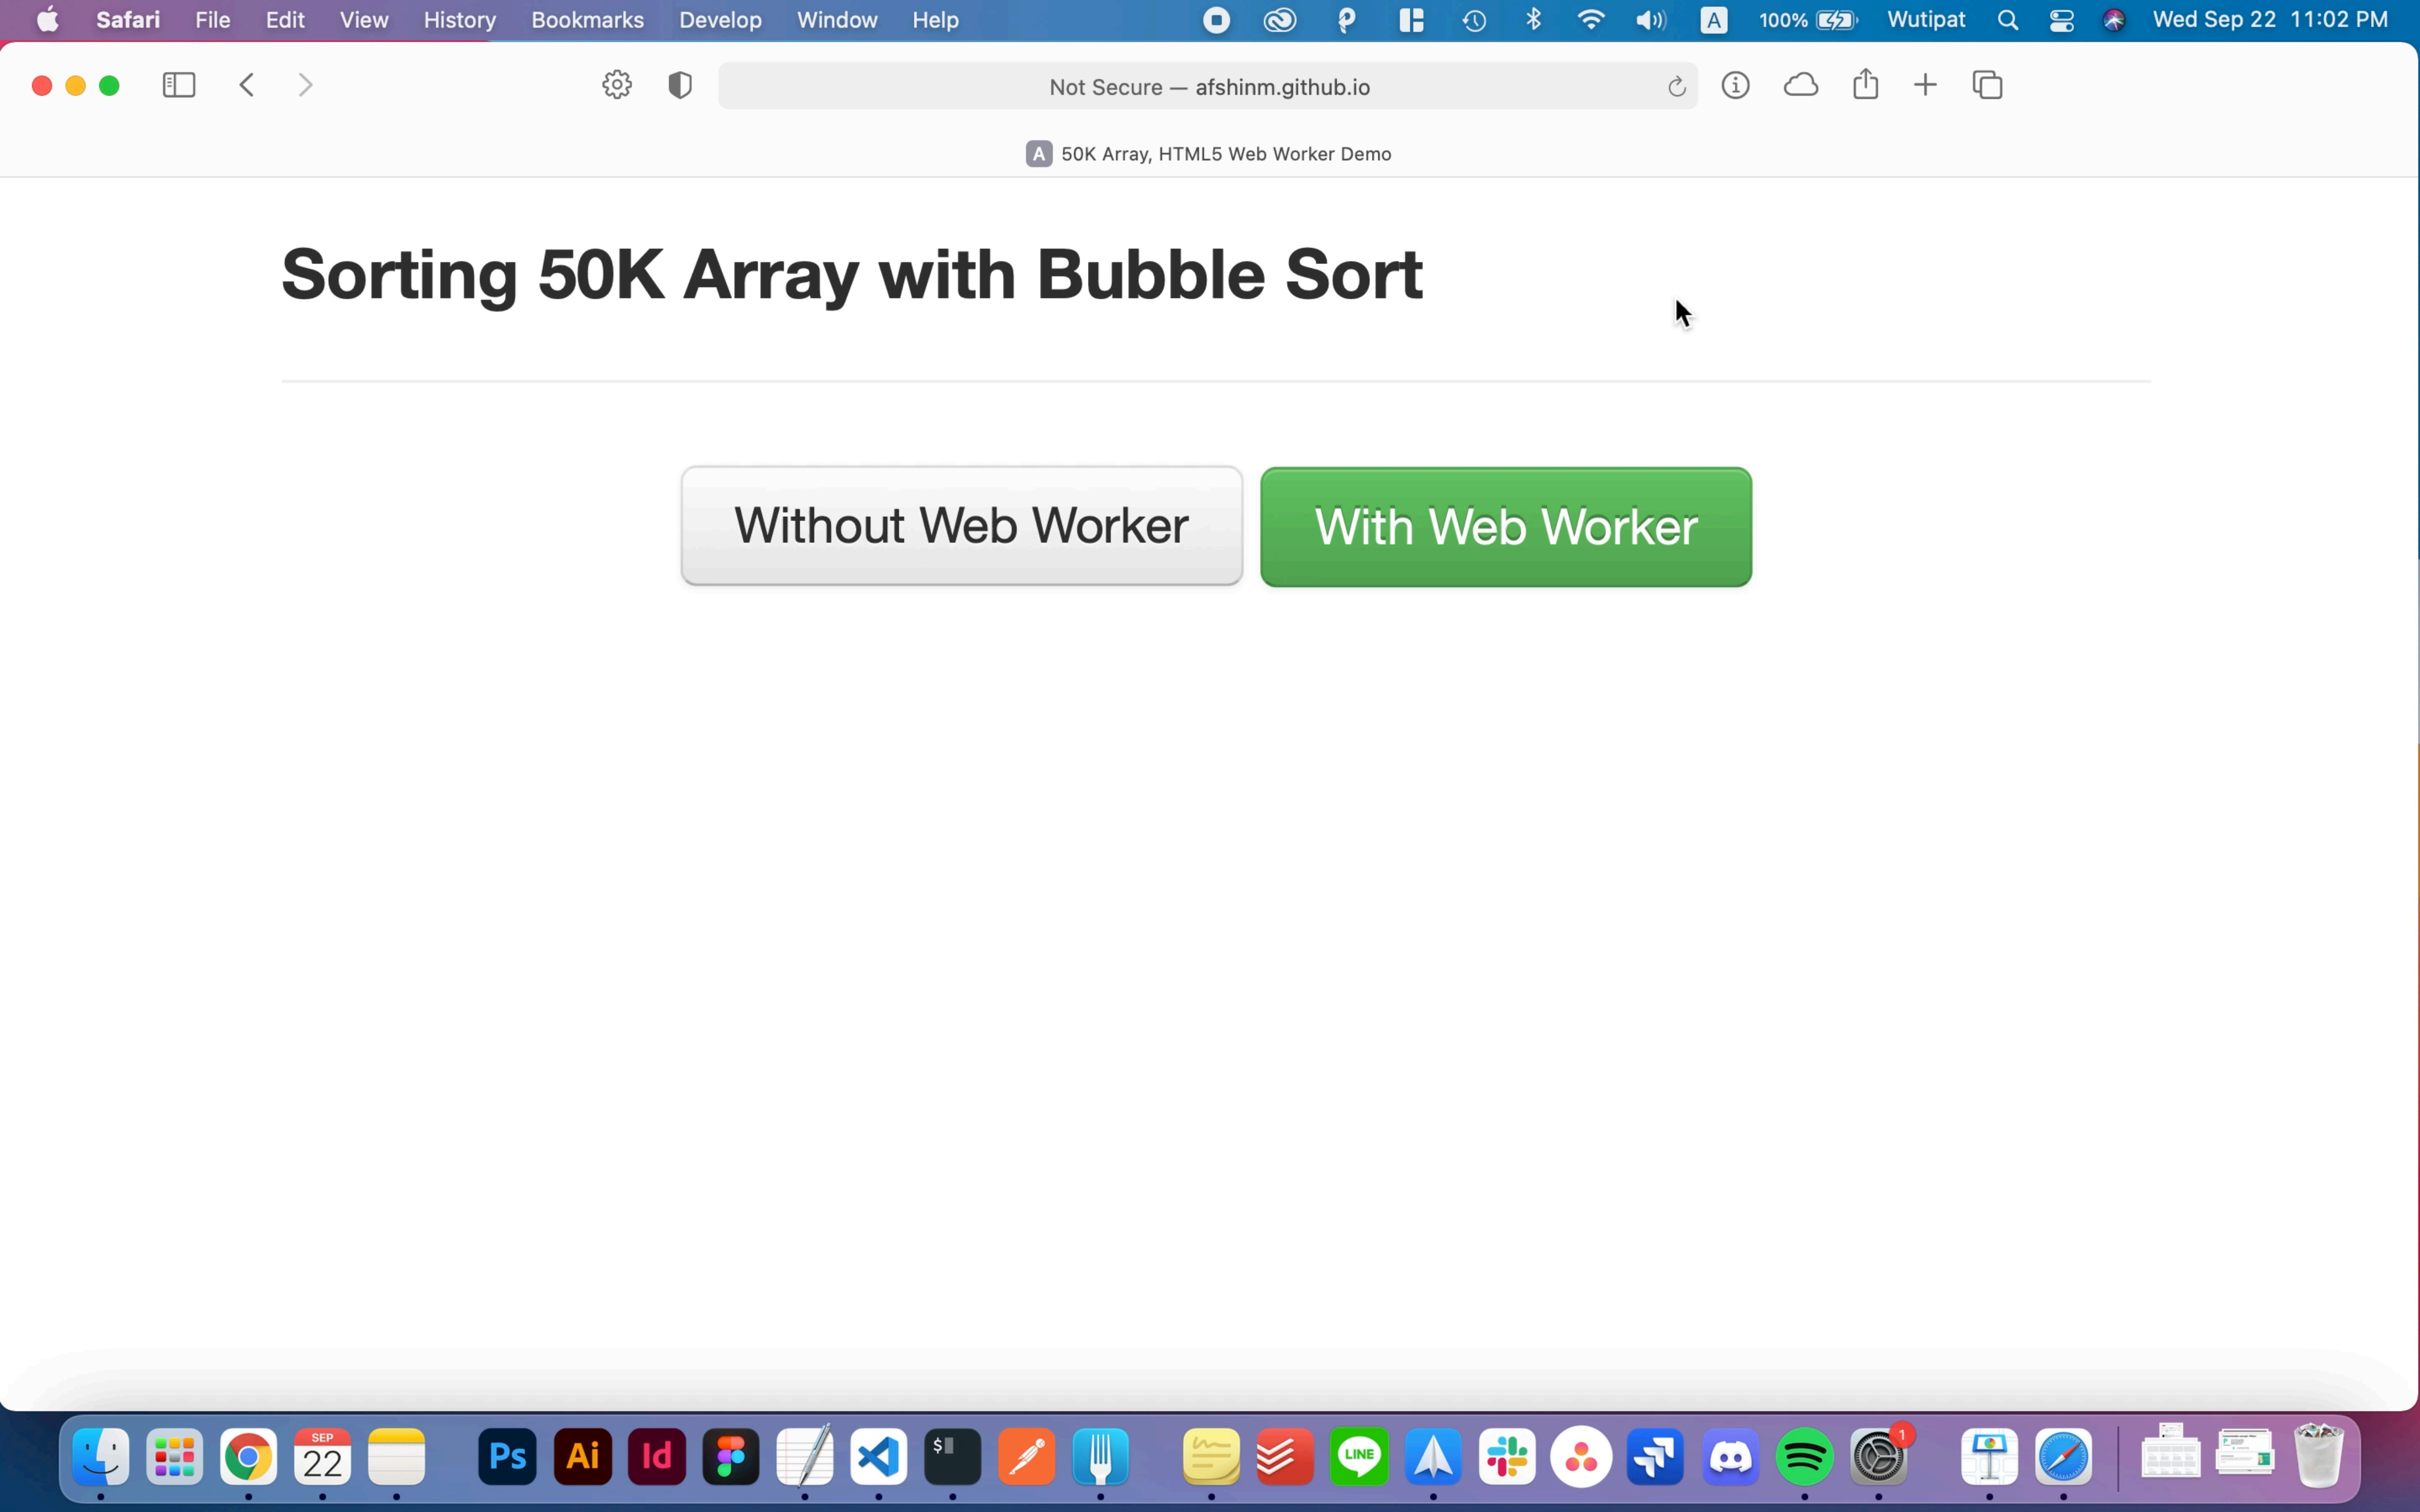 Safari File Edit View History Bookmarks Develop Window Help A 100% Wutipat Wed Sep 22 11:02 PM
Not Secure — afshinm.github.io
A 50K Array, HTML5 Web Worker Demo
Sorting 50K Array with Bubble Sort
Without Web Worker With Web Worker
SEP
22
Ps Ai Id $ LINE 1